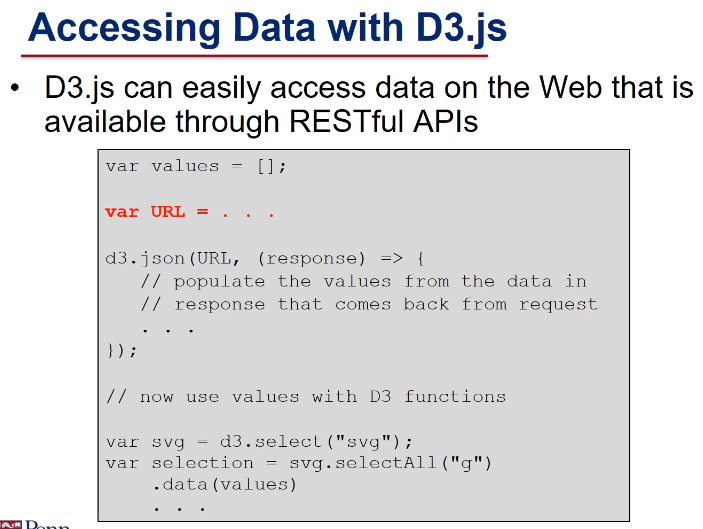 Accessing Data with D3.js
• D3.js can easily access data on the Web that is
available through RESTful APIs
var values = [];
var URL = . . .
d3.json(URL, (response) => {
// populate the values from the data in
// response that comes back from request
. . .
});
// now use values with D3 functions
var svg = d3.select("svg");
var selection = svg.selectAll("g")
.data(values)
. . .
Penn